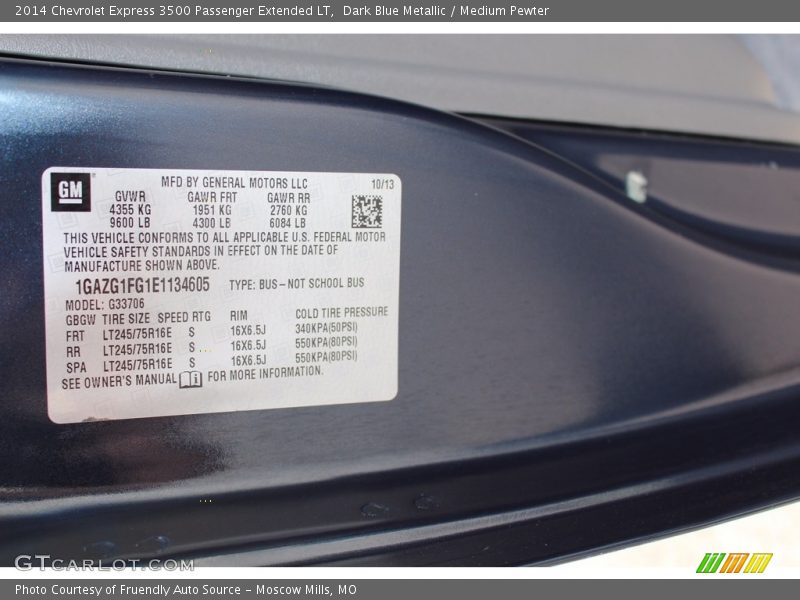 2014 Chevrolet Express 3500 Passenger Extended LT,  Dark Blue Metallic / Medium Pewter
GM
MFD BY GENERAL MOTORS LLC 10/13
GVWR GAWR FRT GAWR RR
4355 KG 1951 KG 2760 KG
9600 LB 4300 LB 6084 LB
THIS VEHICLE CONFORMS TO ALL APPLICABLE U.S. FEDERAL MOTOR
VEHICLE SAFETY STANDARDS IN EFFECT ON THE DATE OF
MANUFACTURE SHOWN ABOVE.
1GAZG1FG1E1134605 TYPE: BUS–NOT SCHOOL BUS
MODEL: G33706
GBGW TIRE SIZE SPEED RTG RIM COLD TIRE PRESSURE
FRT LT245/75R16E S 16X6.5J 340KPA(50PSI)
RR LT245/75R16E S 16X6.5J 550KPA(80PSI)
SPA LT245/75R16E S 16X6.5J 550KPA(80PSI)
SEE OWNER'S MANUAL i FOR MORE INFORMATION.
GTCARLOT.COM
Photo Courtesy of Fruendly Auto Source – Moscow Mills, MO